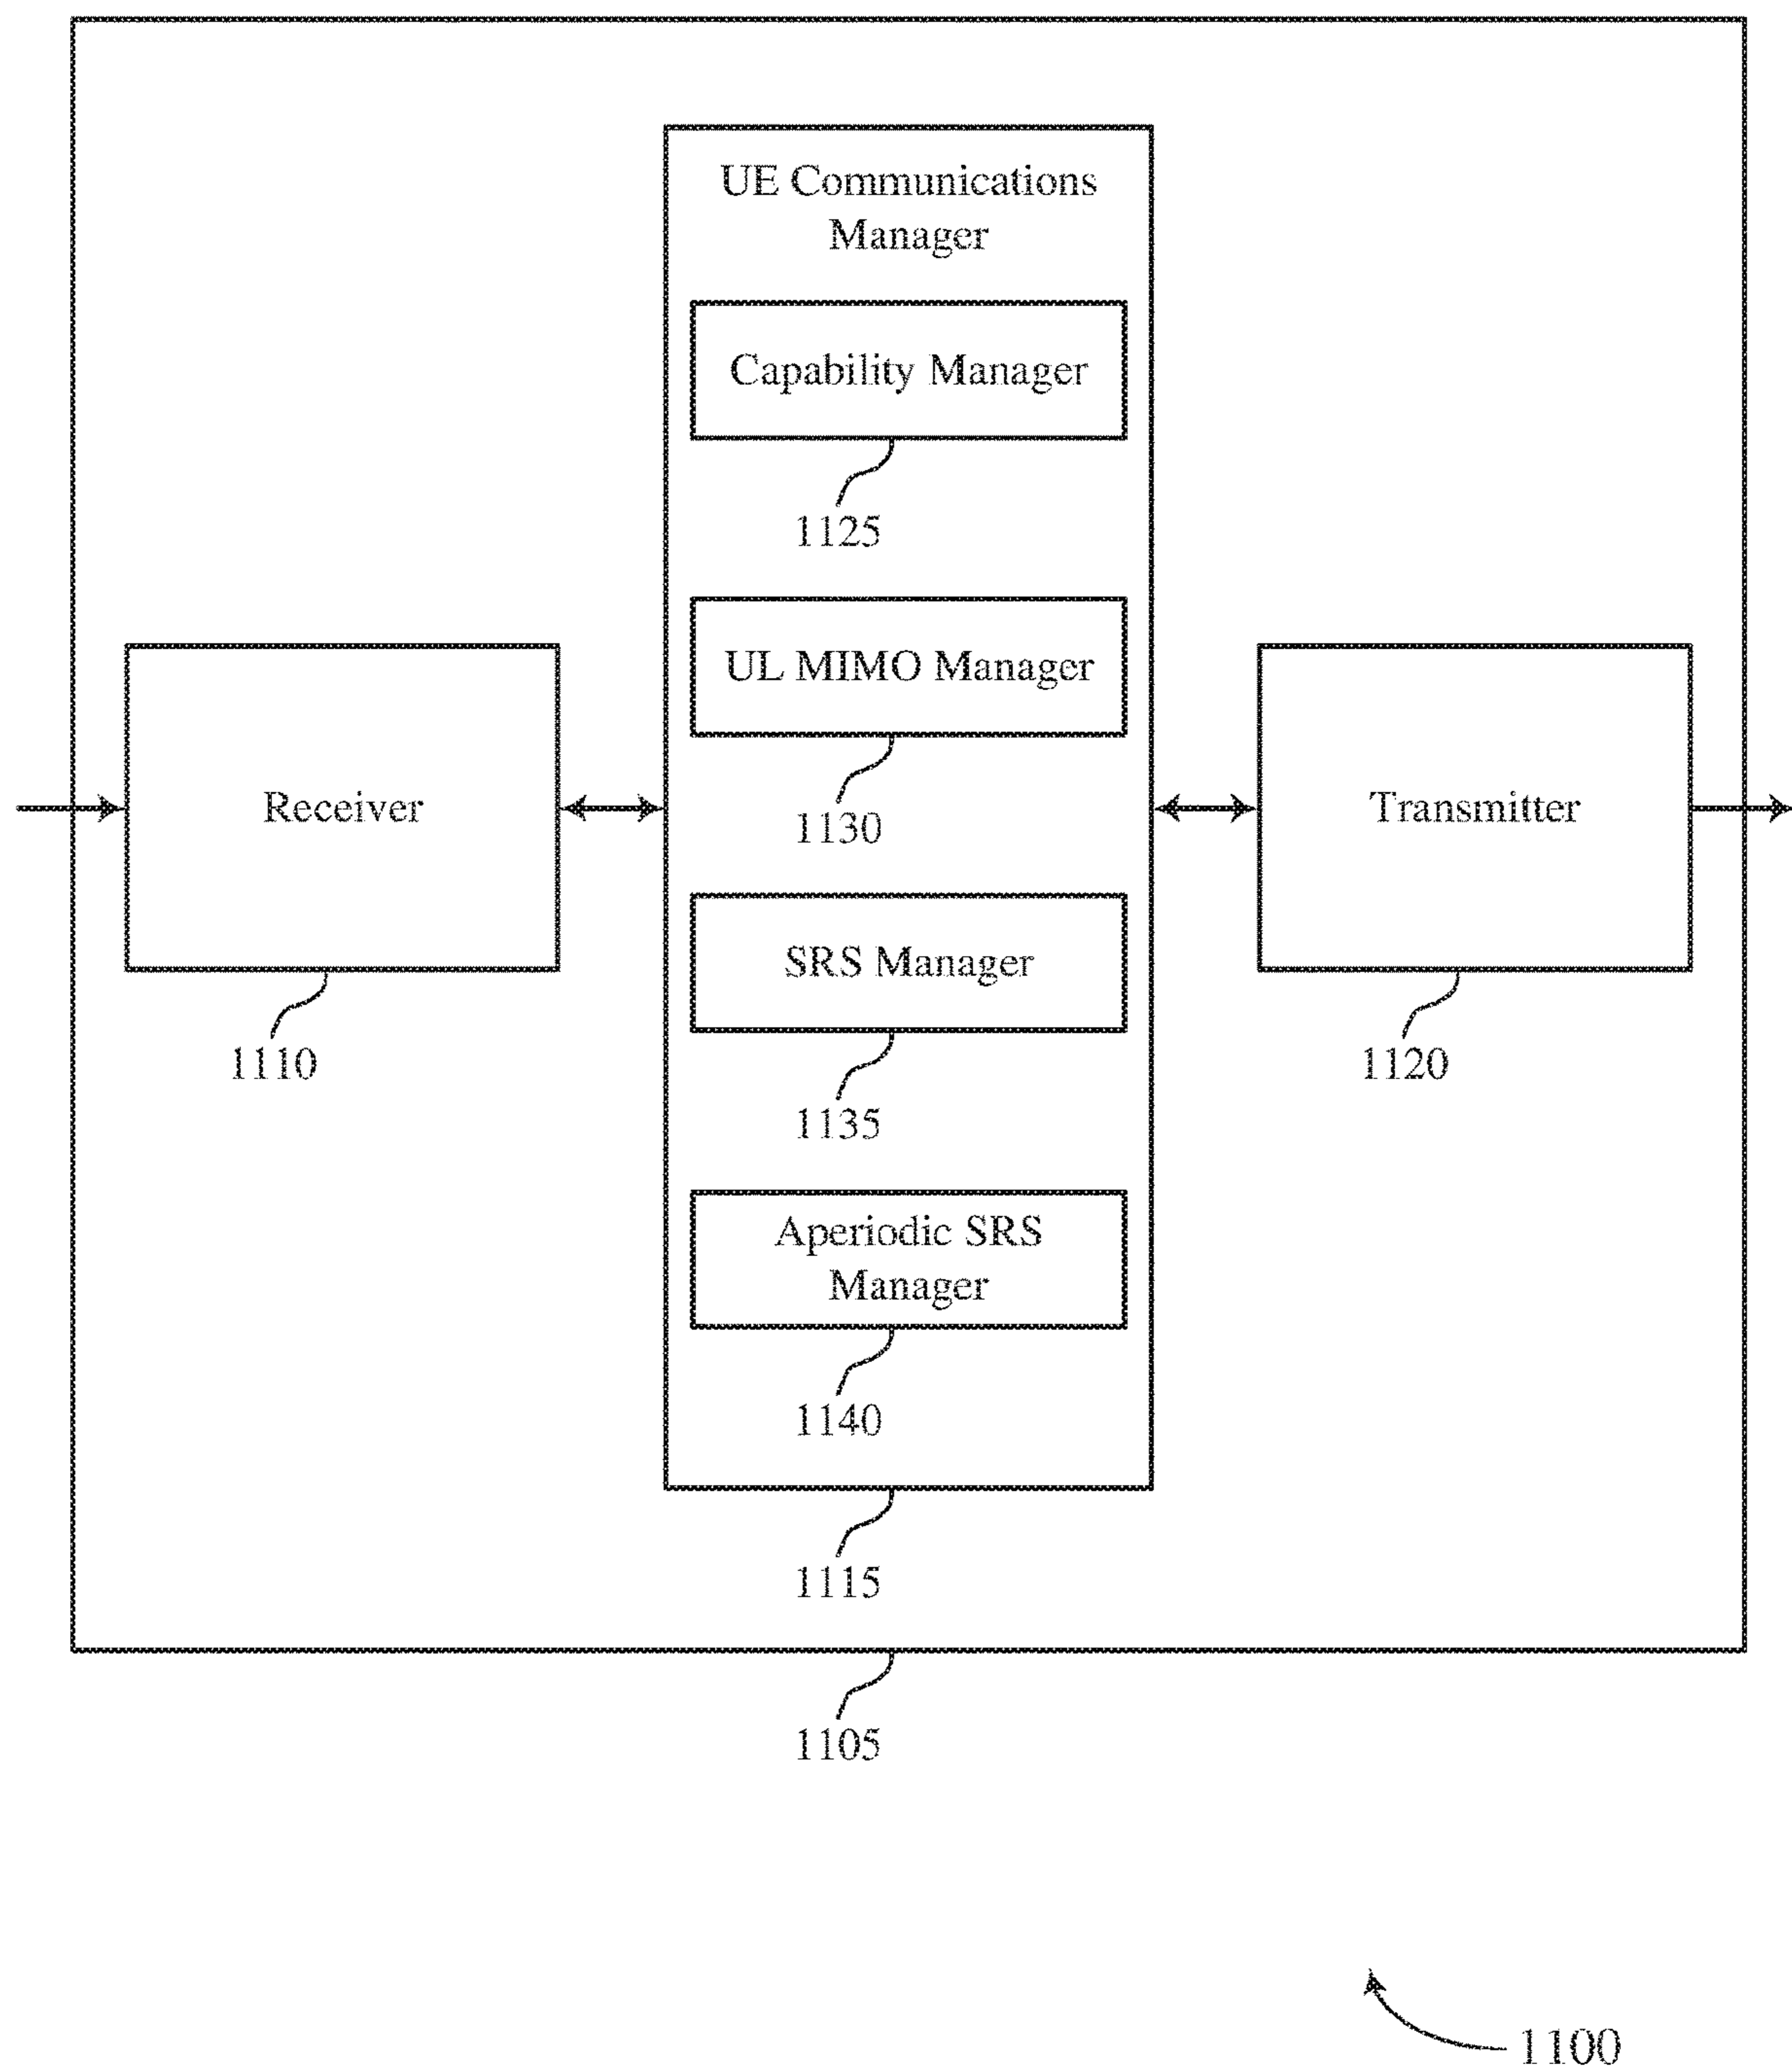 UE Communications
Manager
Capability Manager
1125
UL MIMO Manager
1130
Receiver
1110
Transmitter
1120
SRS Manager
1135
Aperiodic SRS
Manager
1140
1115
1105
1100